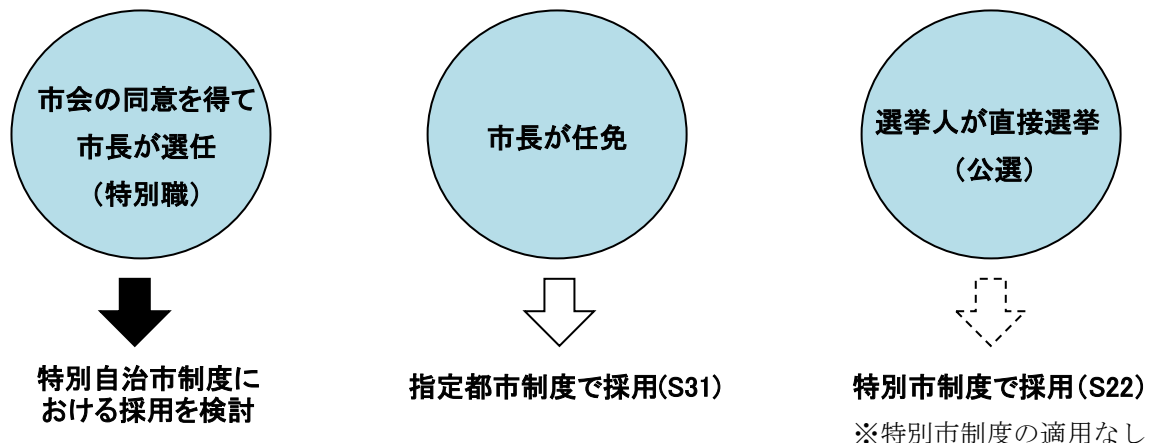 市会の同意を得て
市長が選任
（特別職）
市長が任免
選挙人が直接選挙
（公選）
特別自治市制度に
おける採用を検討
指定都市制度で採用(S31)
特別市制度で採用（S22）
※特別市制度の適用なし